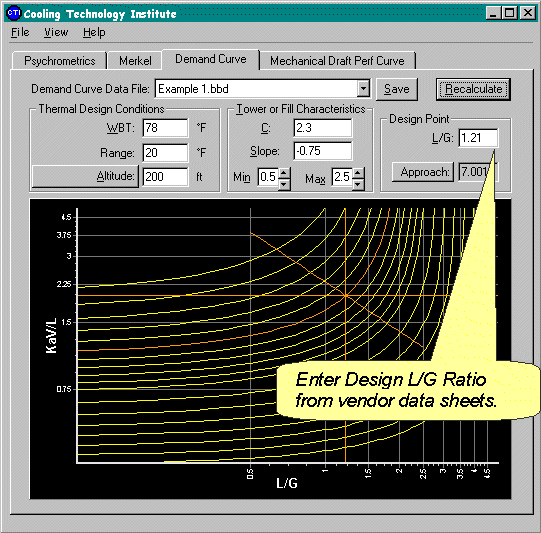 CTI Cooling Technology Institute
File View Help
Psychrometrics Merkel Demand Curve Mechanical Draft Perf Curve
Demand Curve Data File: Example 1.bbd Save Recalculate
Thermal Design Conditions
WBT: 78 °F
Range: 20 °F
Altitude: 200 ft
Tower or Fill Characteristics
C: 2.3
Slope: -0.75
Min 0.5 Max 2.5
Design Point
L/G: 1.21
Approach: 7.001
KaV/L
4.5
3.75
3
2.25
1.5
0.75
Enter Design L/G Ratio
from vendor data sheets.
0.5 1 1.5 2 2.5 3 3.5 4 4.5
L/G